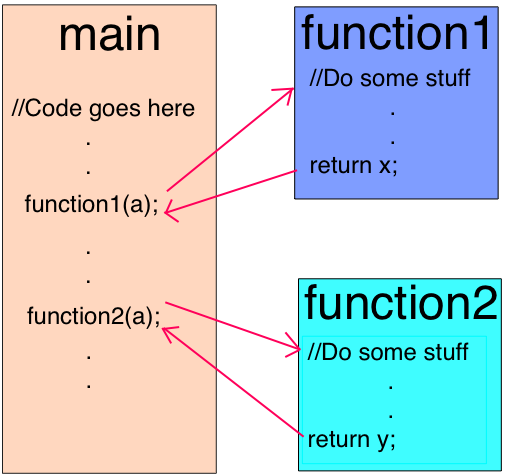 main
//Code goes here
.
.
function1(a);
.
.
function2(a);
.
.
function1
//Do some stuff
.
.
return x;
function2
//Do some stuff
.
.
return y;